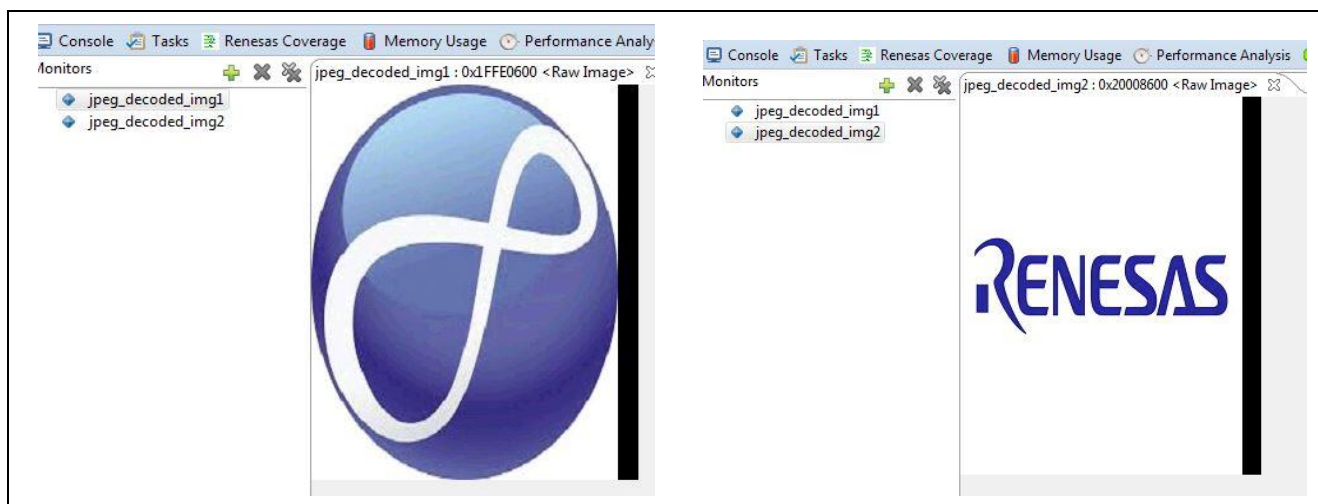 Console Tasks Renesas Coverage Memory Usage Performance Analy
Monitors
jpeg_decoded_img1 : 0x1FFE0600 <Raw Image>
jpeg_decoded_img1
jpeg_decoded_img2
Console Tasks Renesas Coverage Memory Usage Performance Analysis
Monitors
jpeg_decoded_img2 : 0x20008600 <Raw Image>
jpeg_decoded_img1
jpeg_decoded_img2
RENESAS